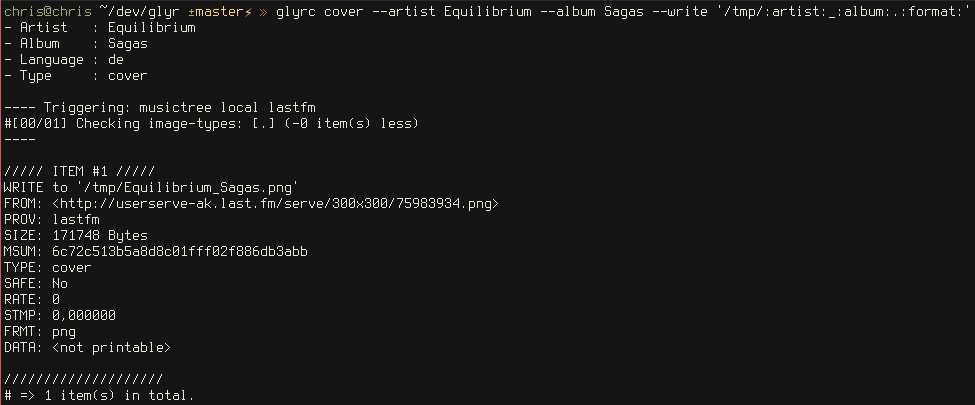 chris@chris ~/dev/glyr ±master⚡ » glyrc cover --artist Equilibrium --album Sagas --write '/tmp/:artist:_:album:.:format:'
- Artist   : Equilibrium
- Album    : Sagas
- Language : de
- Type     : cover
---- Triggering: musictree local lastfm
#[00/01] Checking image-types: [.] (-0 item(s) less)
----
///// ITEM #1 /////
WRITE to '/tmp/Equilibrium_Sagas.png'
FROM: <http://userserve-ak.last.fm/serve/300x300/75983934.png>
PROV: lastfm
SIZE: 171748 Bytes
MSUM: 6c72c513b5a8d8c01fff02f886db3abb
TYPE: cover
SAFE: No
RATE: 0
STMP: 0,000000
FRMT: png
DATA: <not printable>
////////////////////
# => 1 item(s) in total.